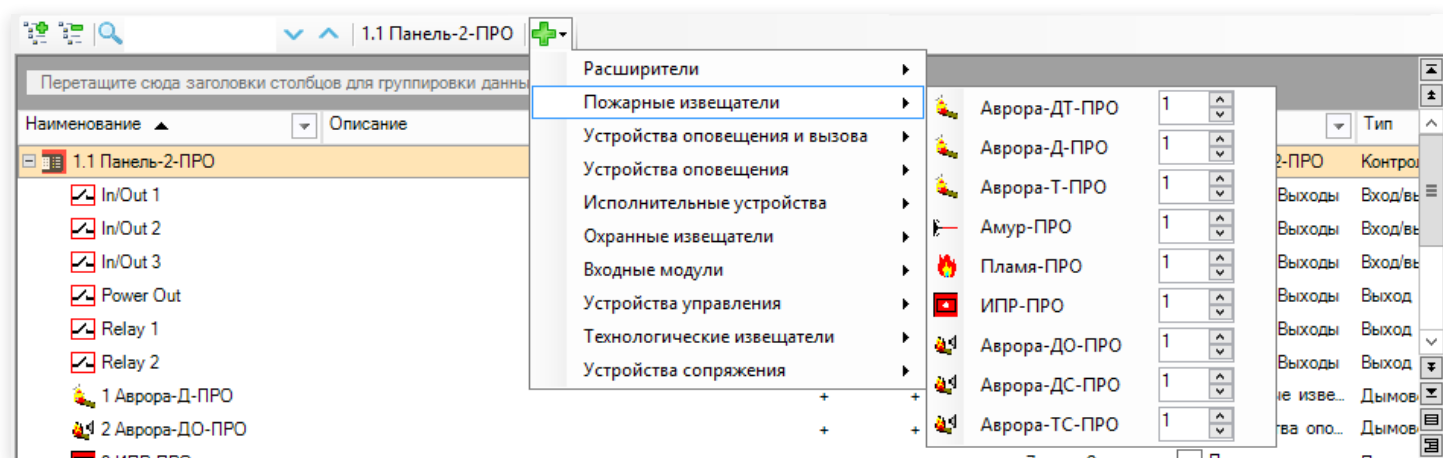 1.1 Панель-2-ПРО
Перетащите сюда заголовки столбцов для группировки данны
Наименование Описание Тип
1.1 Панель-2-ПРО 2-ПРО Контрол
In/Out 1 Выходы Вход/вы
In/Out 2 Выходы Вход/вы
In/Out 3 Выходы Вход/вы
Power Out Выходы Выход
Relay 1 Выходы Выход
Relay 2 Выходы Выход
1 Аврора-Д-ПРО + + ые изве... Дымов
2 Аврора-ДО-ПРО + + тва опо... Дымов
Расширители
Пожарные извещатели
Устройства оповещения и вызова
Устройства оповещения
Исполнительные устройства
Охранные извещатели
Входные модули
Устройства управления
Технологические извещатели
Устройства сопряжения
Аврора-ДТ-ПРО 1
Аврора-Д-ПРО 1
Аврора-Т-ПРО 1
Амур-ПРО 1
Пламя-ПРО 1
ИПР-ПРО 1
Аврора-ДО-ПРО 1
Аврора-ДС-ПРО 1
Аврора-ТС-ПРО 1